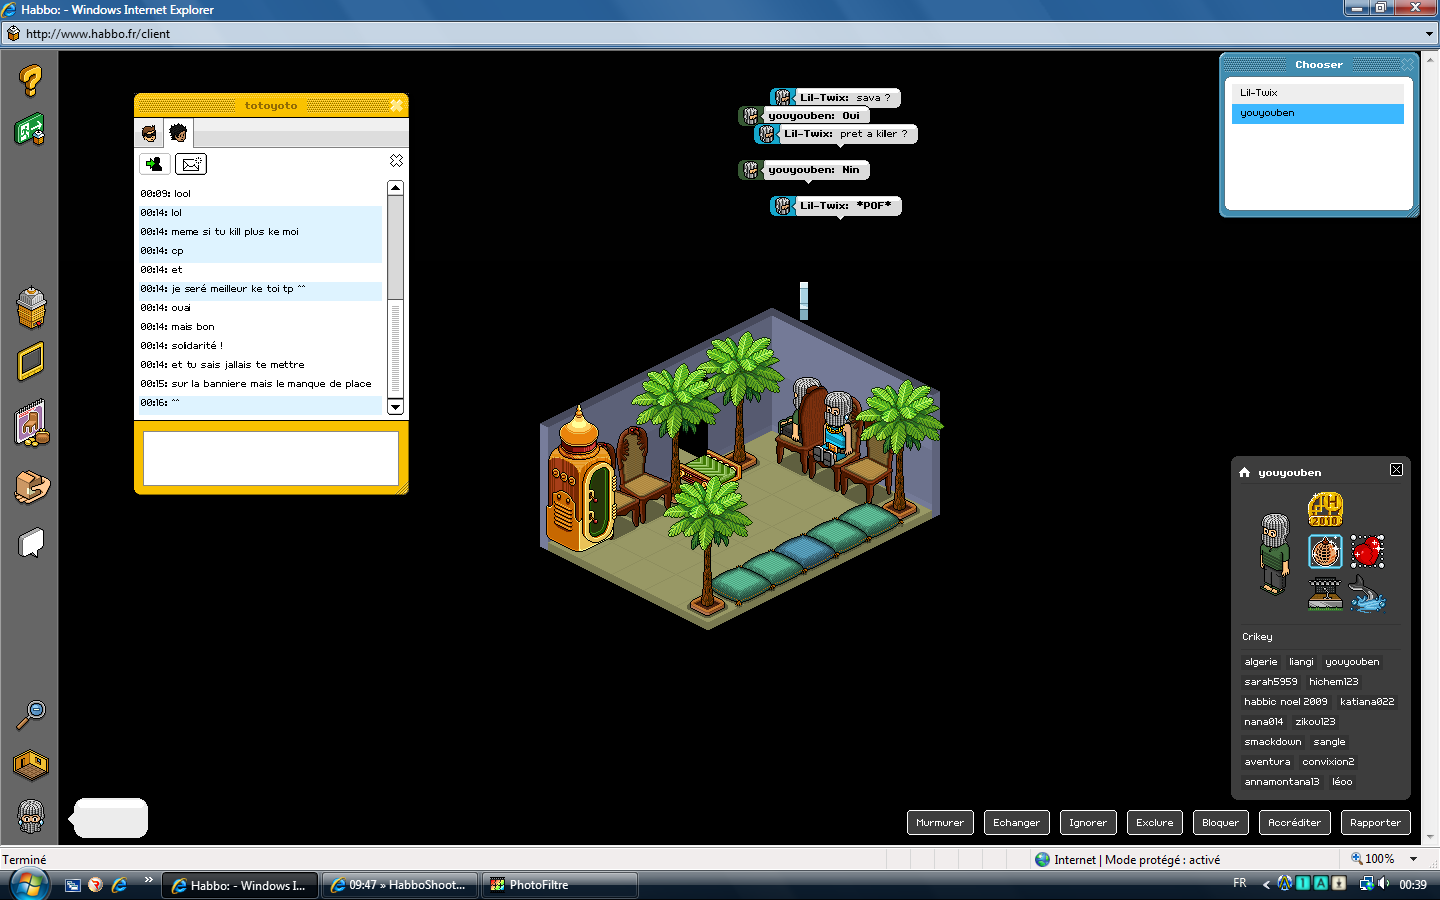 Habbo: - Windows Internet Explorer
http://www.habbo.fr/client
totoyoto
00:09: lool
00:14: lol
00:14: meme si tu kill plus ke moi
00:14: cp
00:14: et
00:14: je seré meilleur ke toi tp ^^
00:14: ouai
00:14: mais bon
00:14: solidarité !
00:14: et tu sais jallais te mettre
00:15: sur la banniere mais le manque de place
00:16: ^^
Lil-Twix: sava ?
youyouben: Oui
Lil-Twix: pret a kiler ?
youyouben: Nin
Lil-Twix: *POF*
Chooser
Lil-Twix
youyouben
youyouben
2010
Crikey
algerie liangi youyouben
sarah5959 hichem123
habbic noel 2009 katiana022
nana014 zikou123
smackdown sangle
aventura convixion2
annamontana13 léoo
Murmurer Echanger Ignorer Exclure Bloquer Accréditer Rapporter
Terminé
Internet | Mode protégé : activé
100%
Habbo: - Windows I...
09:47 » HabboShoot...
PhotoFiltre
FR
00:39